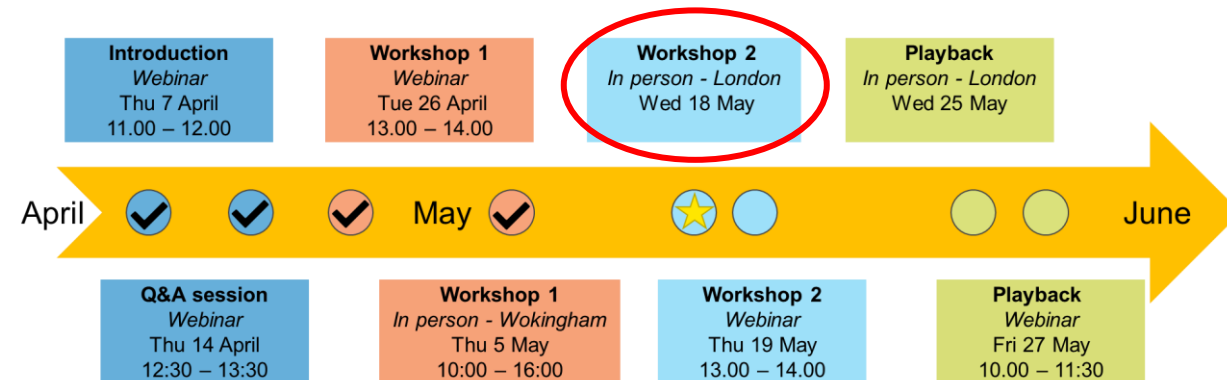 Introduction
Webinar
Thu 7 April
11.00 – 12.00
Workshop 1
Webinar
Tue 26 April
13.00 – 14.00
Workshop 2
In person - London
Wed 18 May
Playback
In person - London
Wed 25 May
April
May
June
Q&A session
Webinar
Thu 14 April
12:30 – 13:30
Workshop 1
In person - Wokingham
Thu 5 May
10:00 – 16:00
Workshop 2
Webinar
Thu 19 May
13.00 – 14.00
Playback
Webinar
Fri 27 May
10.00 – 11:30